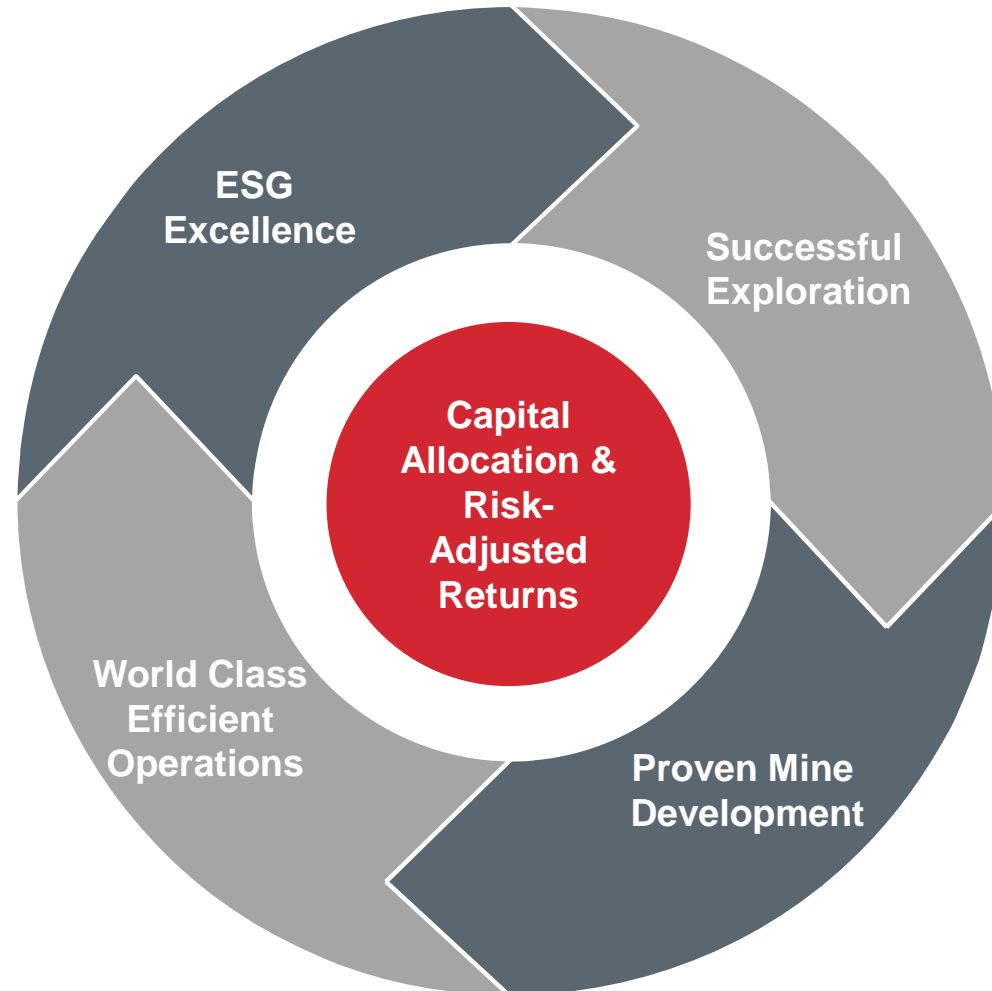 ESG
Excellence
Successful
Exploration
Capital
Allocation &
Risk-
Adjusted
Returns
World Class
Efficient
Operations
Proven Mine
Development